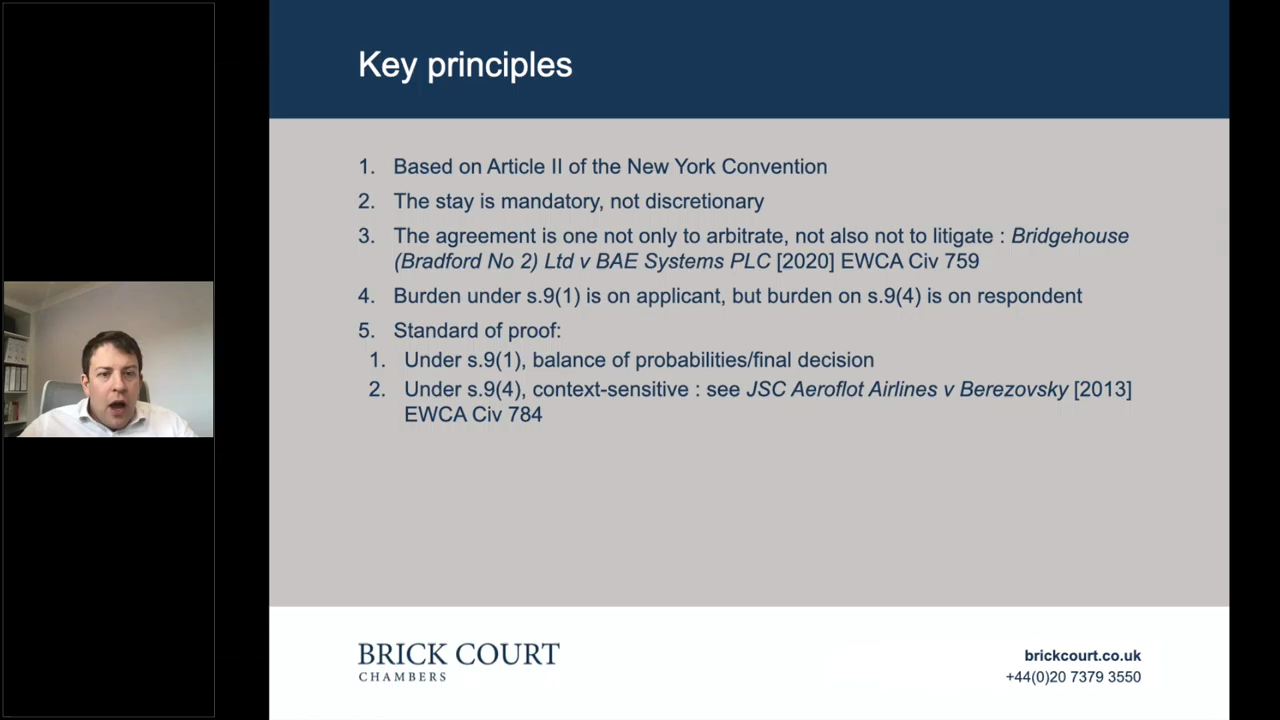 Key principles
1. Based on Article II of the New York Convention
2. The stay is mandatory, not discretionary
3. The agreement is one not only to arbitrate, not also not to litigate : Bridgehouse
(Bradford No 2) Ltd v BAE Systems PLC [2020] EWCA Civ 759
4. Burden under s.9(1) is on applicant, but burden on s.9(4) is on respondent
5. Standard of proof:
1. Under s.9(1), balance of probabilities/final decision
2. Under s.9(4), context-sensitive : see JSC Aeroflot Airlines v Berezovsky [2013]
EWCA Civ 784
BRICK COURT
CHAMBERS
brickcourt.co.uk
+44(0)20 7379 3550